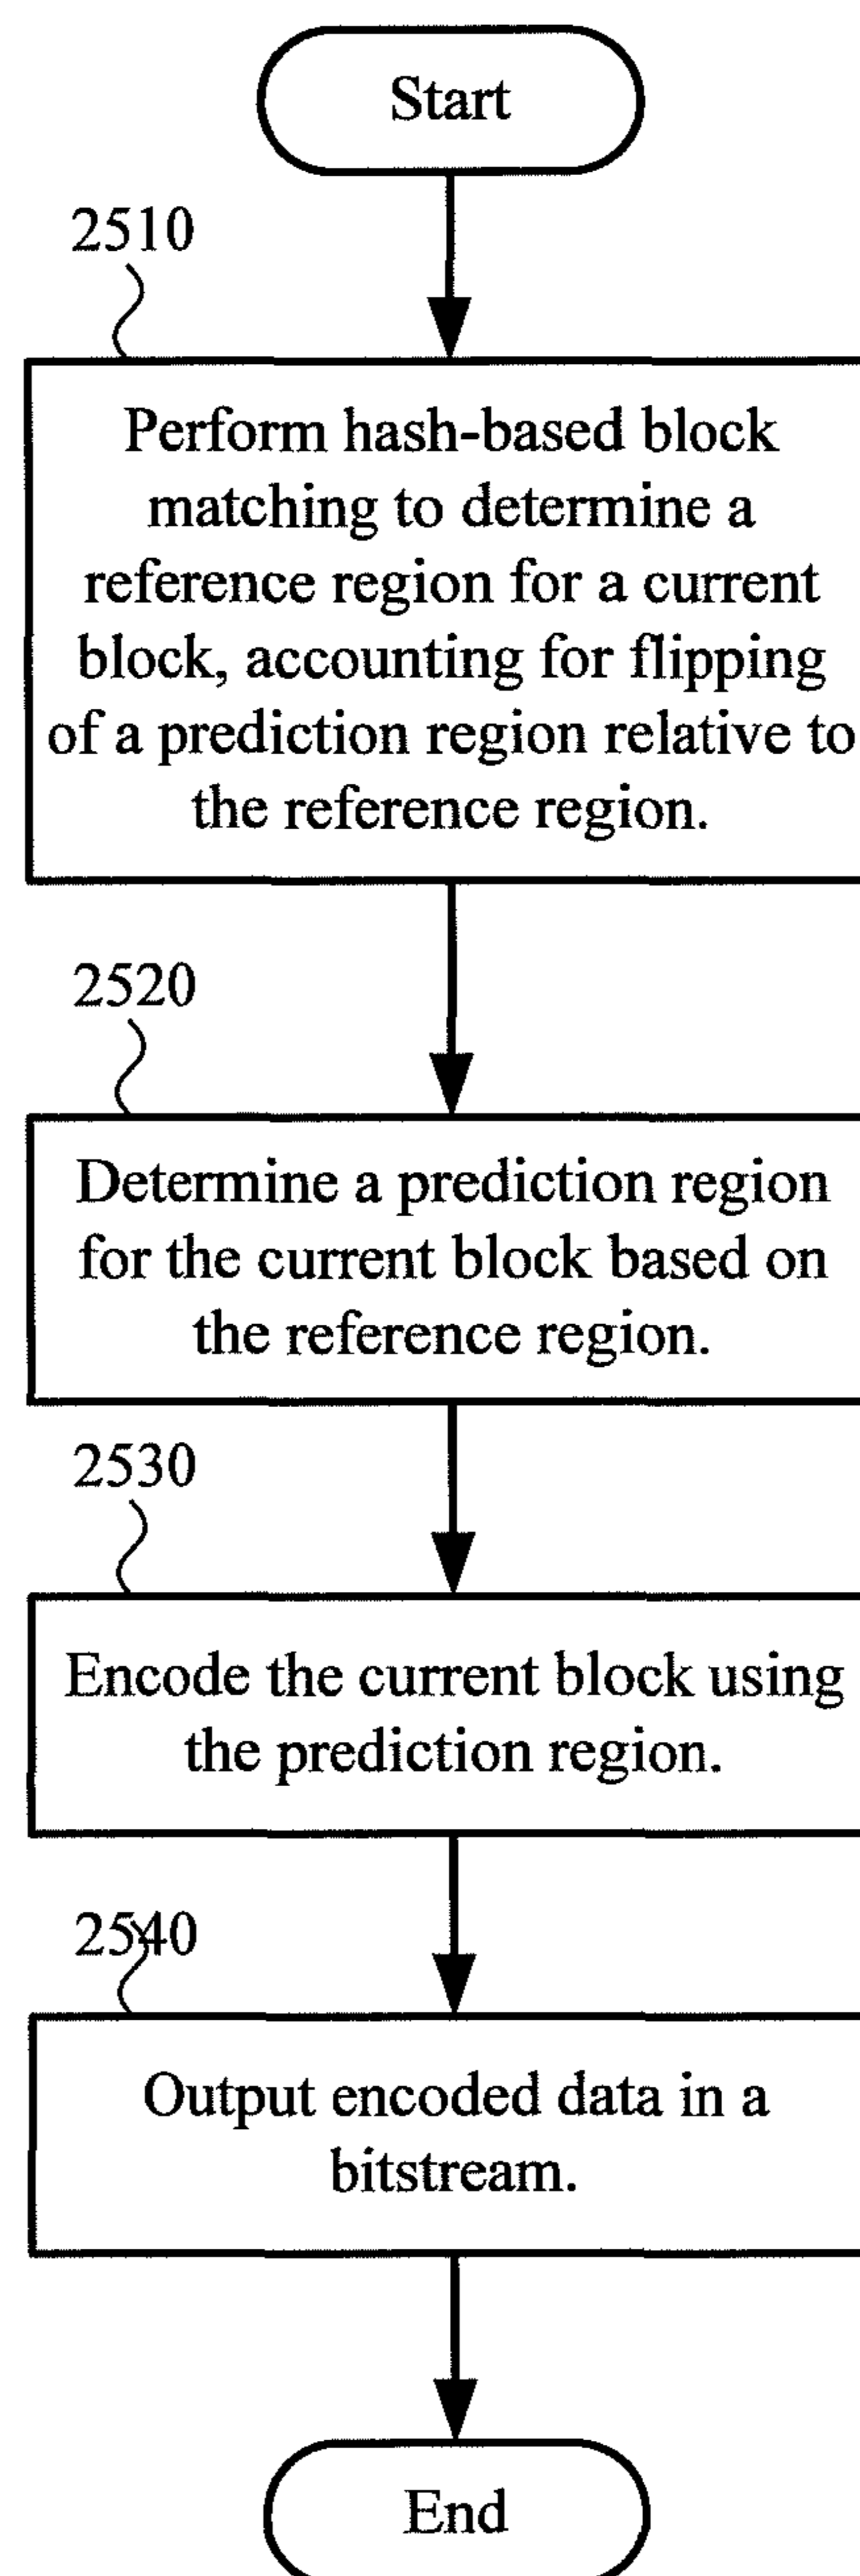 Start
2510
Perform hash-based block
matching to determine a
reference region for a current
block, accounting for flipping
of a prediction region relative to
the reference region.
2520
Determine a prediction region
for the current block based on
the reference region.
2530
Encode the current block using
the prediction region.
2540
Output encoded data in a
bitstream.
End